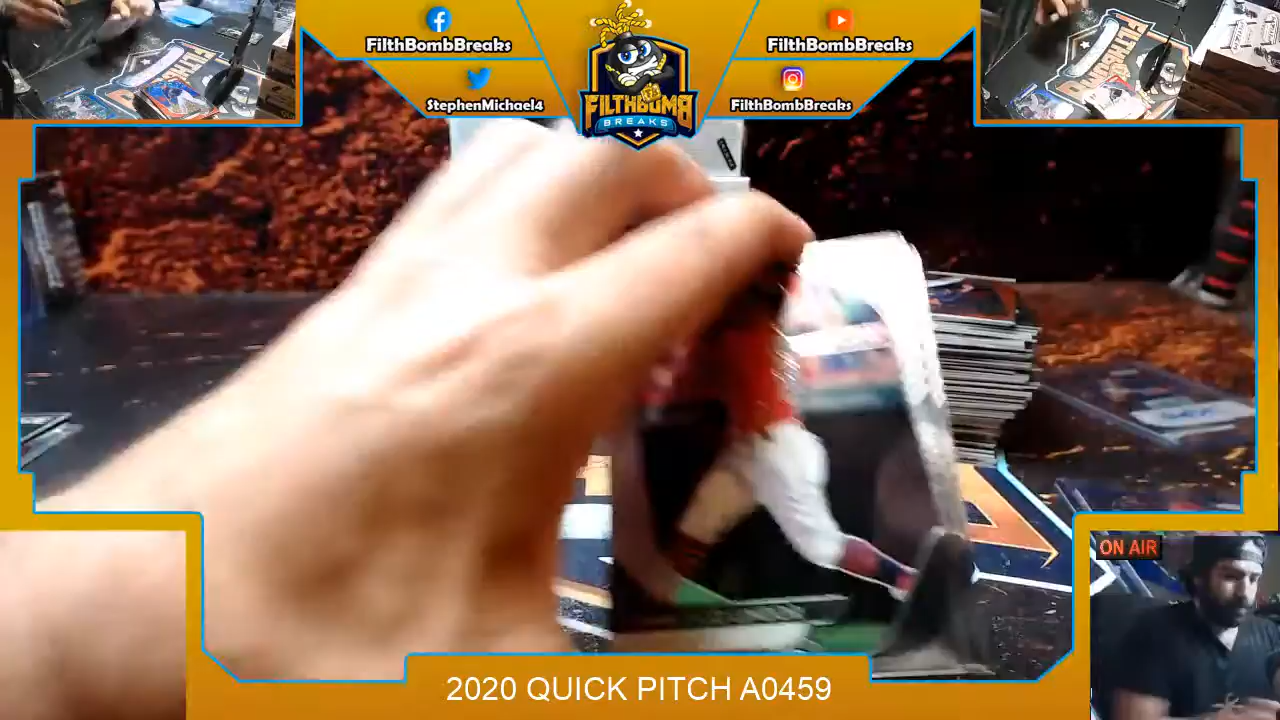 FilthBombBreaks
FilthBombBreaks
StephenMichael4
FilthBombBreaks
FILTHBOMB
BREAKS
ON AIR
2020 QUICK PITCH A0459